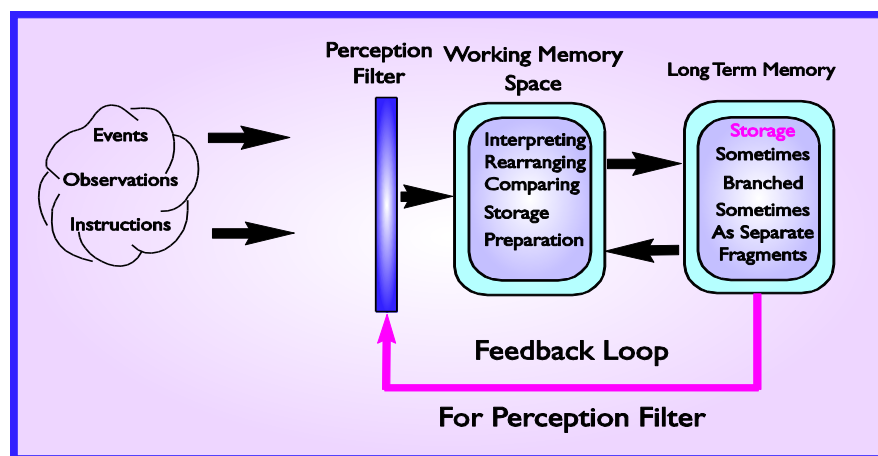 Perception
Filter
Working Memory
Space
Long Term Memory
Events
Observations
Instructions
Interpreting
Rearranging
Comparing
Storage
Preparation
Storage
Sometimes
Branched
Sometimes
As Separate
Fragments
Feedback Loop
For Perception Filter